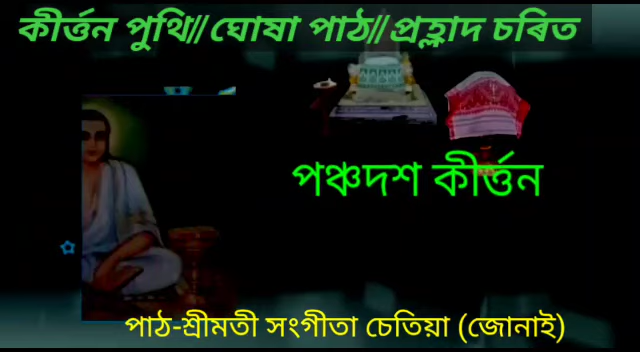 কীৰ্ত্তন পুথি//ঘোষা পাঠ//প্ৰহ্লাদ চৰিত
পঞ্চদশ কীৰ্ত্তন
পাঠ-শ্ৰীমতী সংগীতা চেতিয়া (জোনাই)